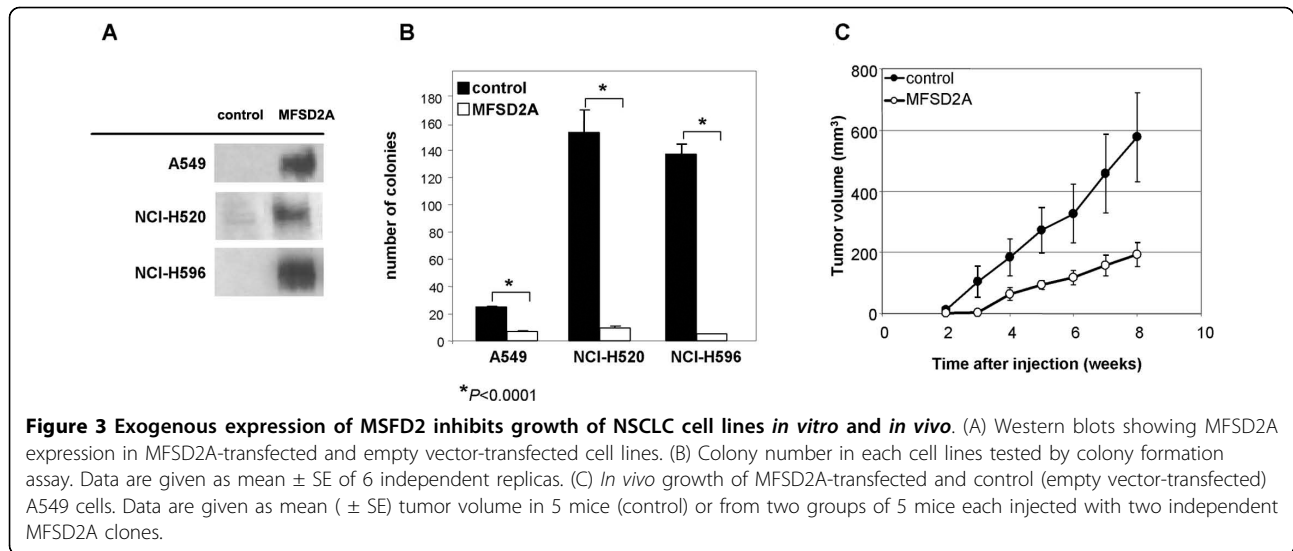 A
control MFSD2A
A549
NCI-H520
NCI-H596
B
control
MFSD2A
number of colonies
180
160
140
120
100
80
60
40
20
0
*
*
*
A549 NCI-H520 NCI-H596
*P<0.0001
C
control
MFSD2A
Tumor volume (mm³)
800
600
400
200
0
0 2 4 6 8 10
Time after injection (weeks)
Figure 3 Exogenous expression of MSFD2 inhibits growth of NSCLC cell lines in vitro and in vivo. (A) Western blots showing MFSD2A
expression in MFSD2A-transfected and empty vector-transfected cell lines. (B) Colony number in each cell lines tested by colony formation
assay. Data are given as mean ± SE of 6 independent replicas. (C) In vivo growth of MFSD2A-transfected and control (empty vector-transfected)
A549 cells. Data are given as mean ( ± SE) tumor volume in 5 mice (control) or from two groups of 5 mice each injected with two independent
MFSD2A clones.